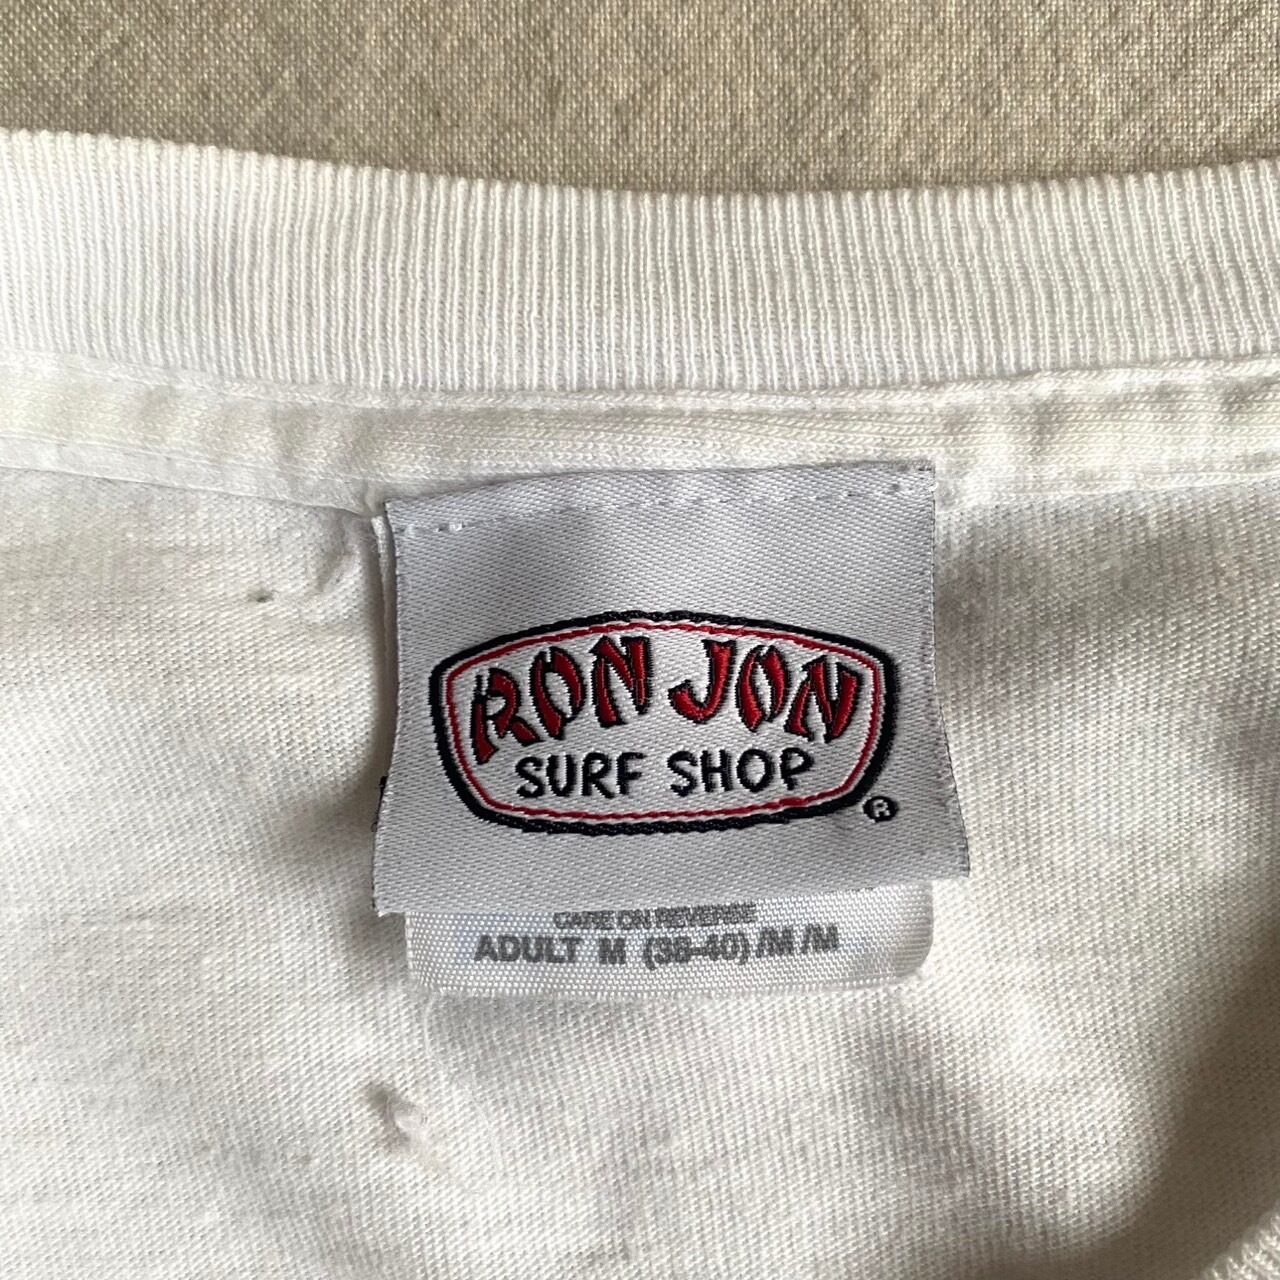 RON JON
SURF SHOP
®
CARE ON REVERSE
ADULT M (38-40)/M/M